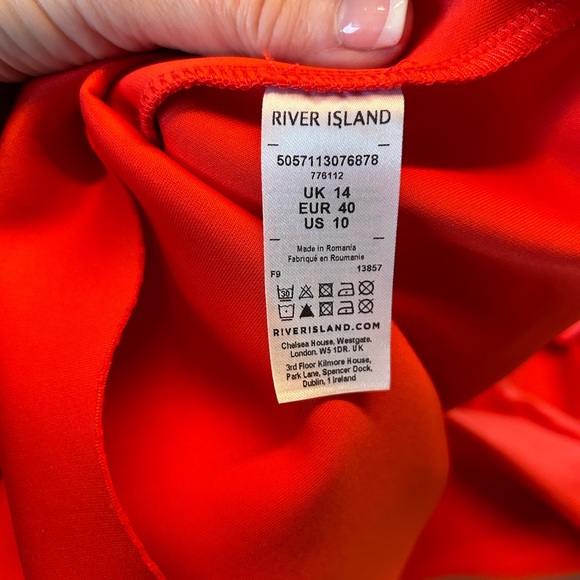 RIVER ISLAND
5057113076878
776112
UK 14
EUR 40
US 10
Made in Romania
Fabriqué en Roumanie
F9 13857
30
RIVERISLAND.COM
Chelsea House, Westgate,
London. W5 1DR. UK
3rd Floor Kilmore House,
Park Lane, Spencer Dock,
Dublin, 1 Ireland